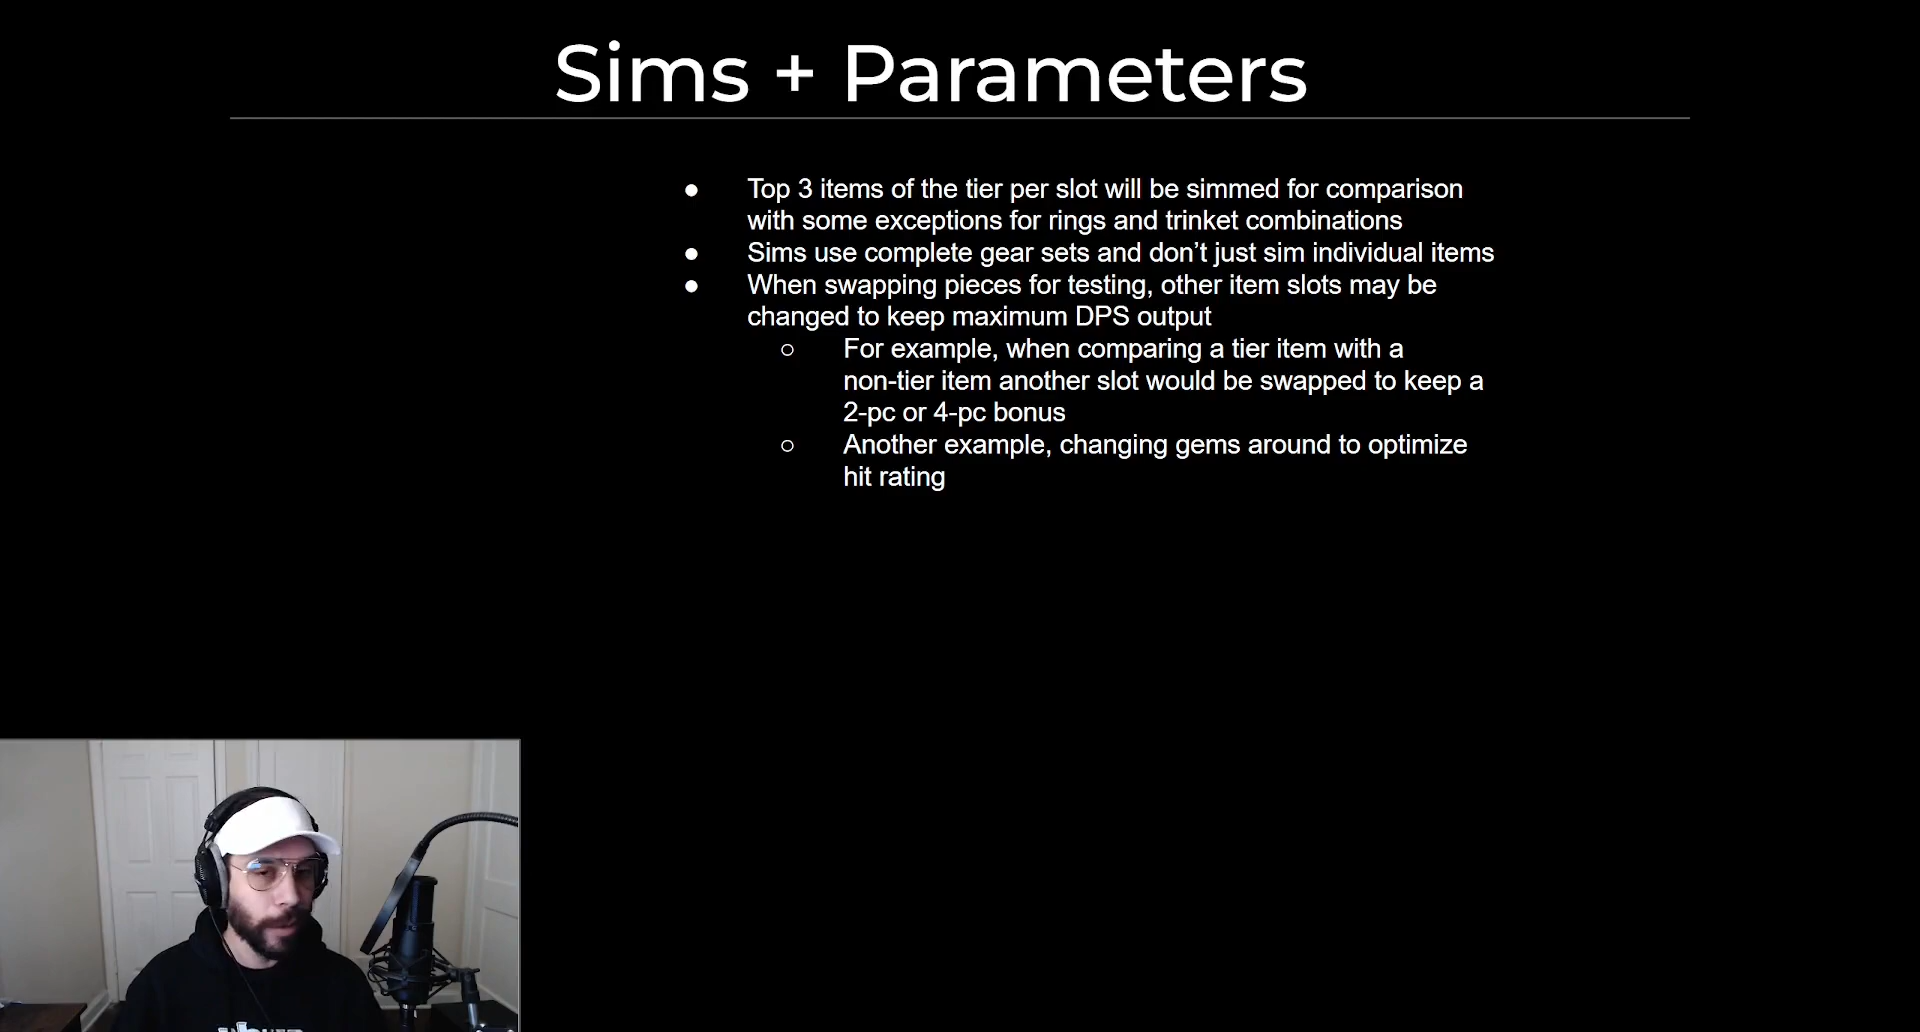 Sims + Parameters
● Top 3 items of the tier per slot will be simmed for comparison
with some exceptions for rings and trinket combinations
● Sims use complete gear sets and don’t just sim individual items
● When swapping pieces for testing, other item slots may be
changed to keep maximum DPS output
○ For example, when comparing a tier item with a
non-tier item another slot would be swapped to keep a
2-pc or 4-pc bonus
○ Another example, changing gems around to optimize
hit rating